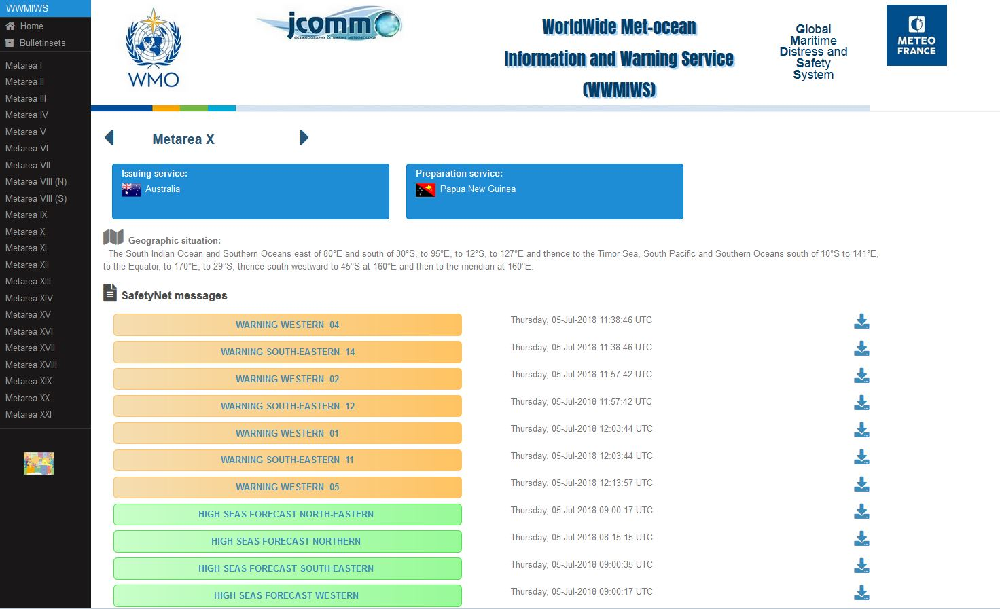 WWMIWS
Home
Bulletinsets
Metarea I
Metarea II
Metarea III
Metarea IV
Metarea V
Metarea VI
Metarea VII
Metarea VIII (N)
Metarea VIII (S)
Metarea IX
Metarea X
Metarea XI
Metarea XII
Metarea XIII
Metarea XIV
Metarea XV
Metarea XVI
Metarea XVII
Metarea XVIII
Metarea XIX
Metarea XX
Metarea XXI
WMO
jcomm
OCEANOGRAPHY & MARINE METEOROLOGY
WorldWide Met-ocean
Information and Warning Service
(WWMIWS)
Global
Maritime
Distress and
Safety
System
METEO
FRANCE
Metarea X
Issuing service:
Australia
Preparation service:
Papua New Guinea
Geographic situation:
The South Indian Ocean and Southern Oceans east of 80°E and south of 30°S, to 95°E, to 12°S, to 127°E and thence to the Timor Sea, South Pacific and Southern Oceans south of 10°S to 141°E,
to the Equator, to 170°E, to 29°S, thence south-westward to 45°S at 160°E and then to the meridian at 160°E.
SafetyNet messages
WARNING WESTERN 04 Thursday, 05-Jul-2018 11:38:46 UTC
WARNING SOUTH-EASTERN 14 Thursday, 05-Jul-2018 11:38:46 UTC
WARNING WESTERN 02 Thursday, 05-Jul-2018 11:57:42 UTC
WARNING SOUTH-EASTERN 12 Thursday, 05-Jul-2018 11:57:42 UTC
WARNING WESTERN 01 Thursday, 05-Jul-2018 12:03:44 UTC
WARNING SOUTH-EASTERN 11 Thursday, 05-Jul-2018 12:03:44 UTC
WARNING WESTERN 05 Thursday, 05-Jul-2018 12:13:57 UTC
HIGH SEAS FORECAST NORTH-EASTERN Thursday, 05-Jul-2018 09:00:17 UTC
HIGH SEAS FORECAST NORTHERN Thursday, 05-Jul-2018 08:15:15 UTC
HIGH SEAS FORECAST SOUTH-EASTERN Thursday, 05-Jul-2018 09:00:35 UTC
HIGH SEAS FORECAST WESTERN Thursday, 05-Jul-2018 09:00:17 UTC